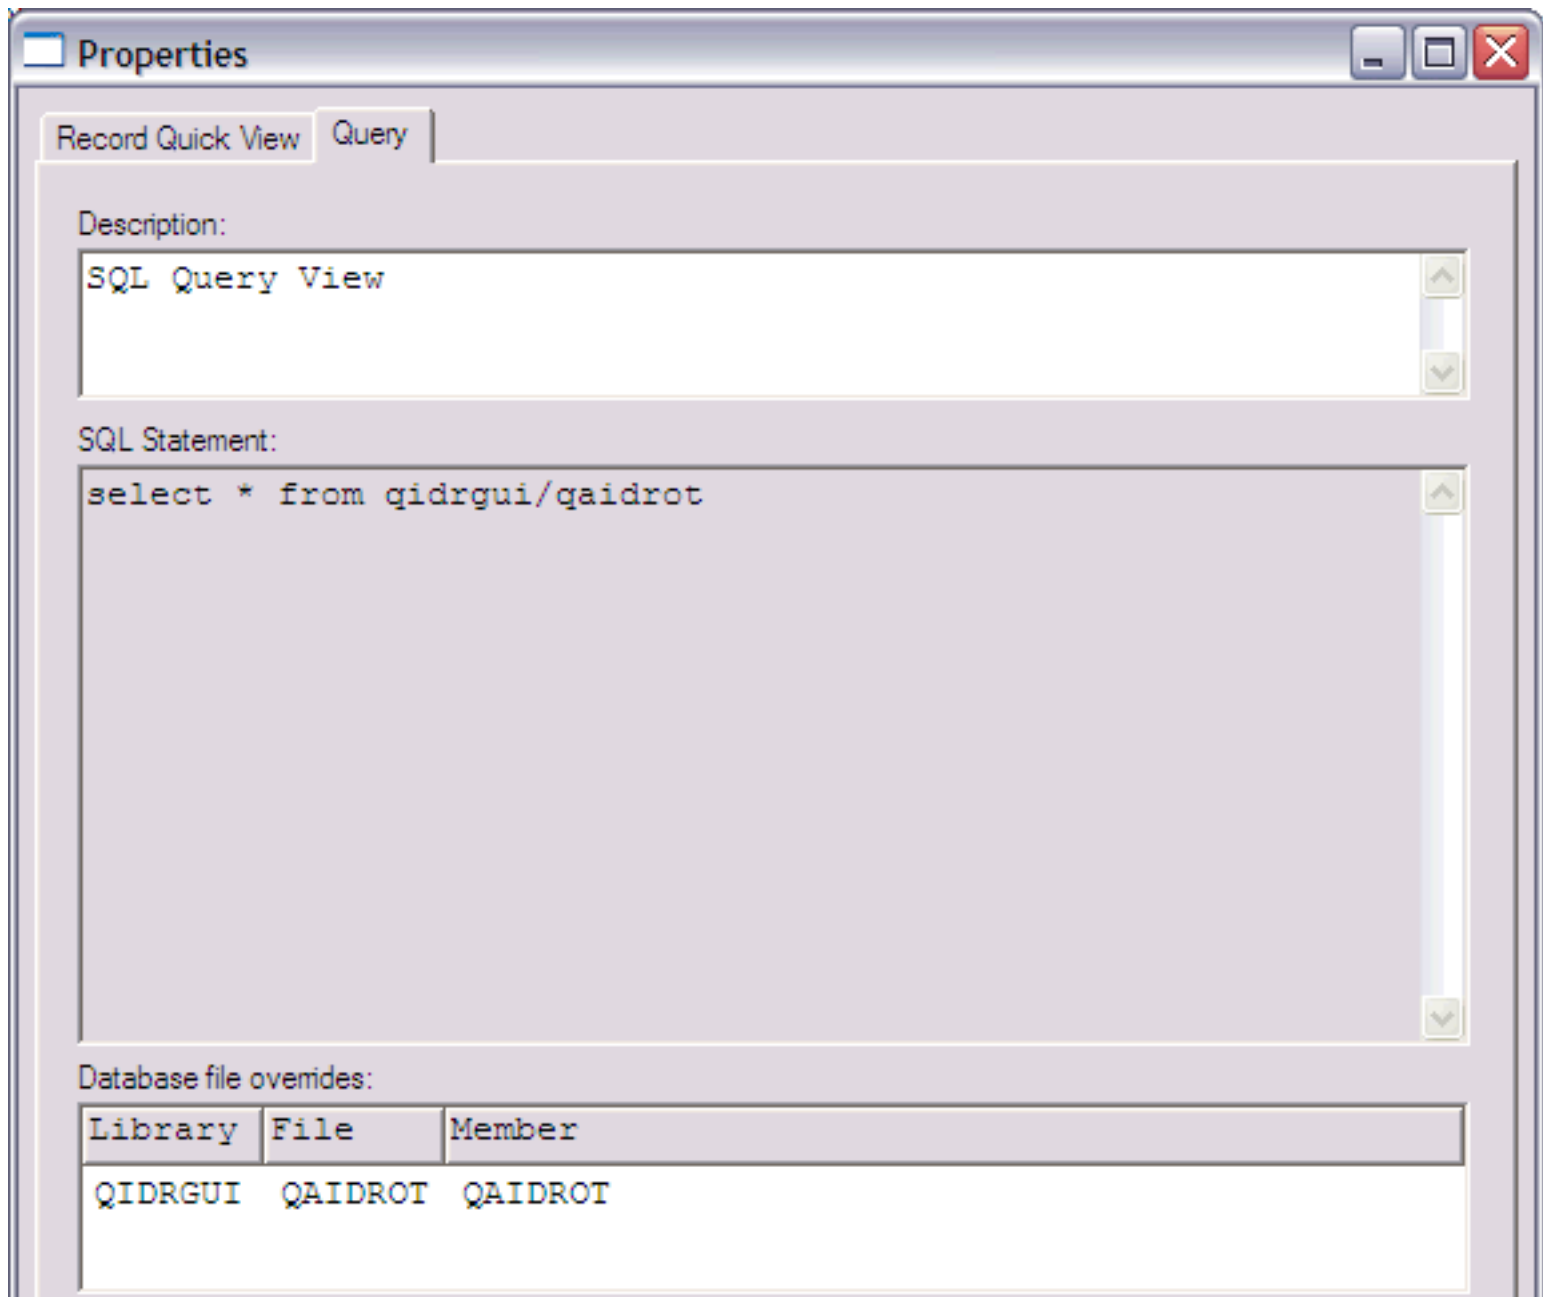 Properties
Record Quick View Query
Description:
SQL Query View
SQL Statement:
select * from qidrgui/qaidrot
Database file overrides:
Library File Member
QIDRGUI QAIDROT QAIDROT